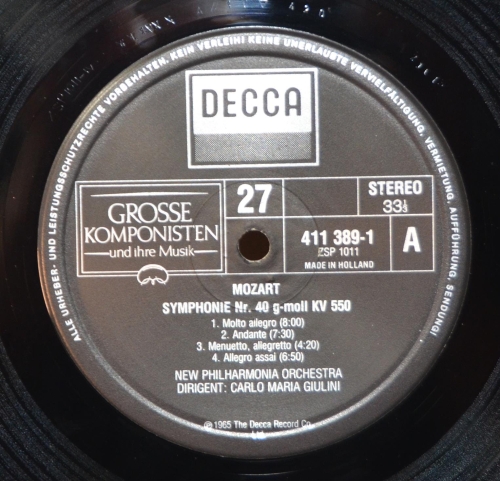 ALLE URHEBER- UND LEISTUNGSSCHUTZRECHTE VORBEHALTEN. KEIN VERLEIH! KEINE UNERLAUBTE VERVIELFÄLTIGUNG, VERMIETUNG, AUFFÜHRUNG, SENDUNG!
DECCA
GROSSE
KOMPONISTEN
und ihre Musik
27
STEREO
33⅓
411 389-1
ZSP 1011
MADE IN HOLLAND
A
MOZART
SYMPHONIE Nr. 40 g-moll KV 550
1. Molto allegro (8:00)
2. Andante (7:30)
3. Menuetto, allegretto (4:20)
4. Allegro assai (6:50)
NEW PHILHARMONIA ORCHESTRA
DIRIGENT: CARLO MARIA GIULINI
℗ 1965 The Decca Record Co.
Ltd.